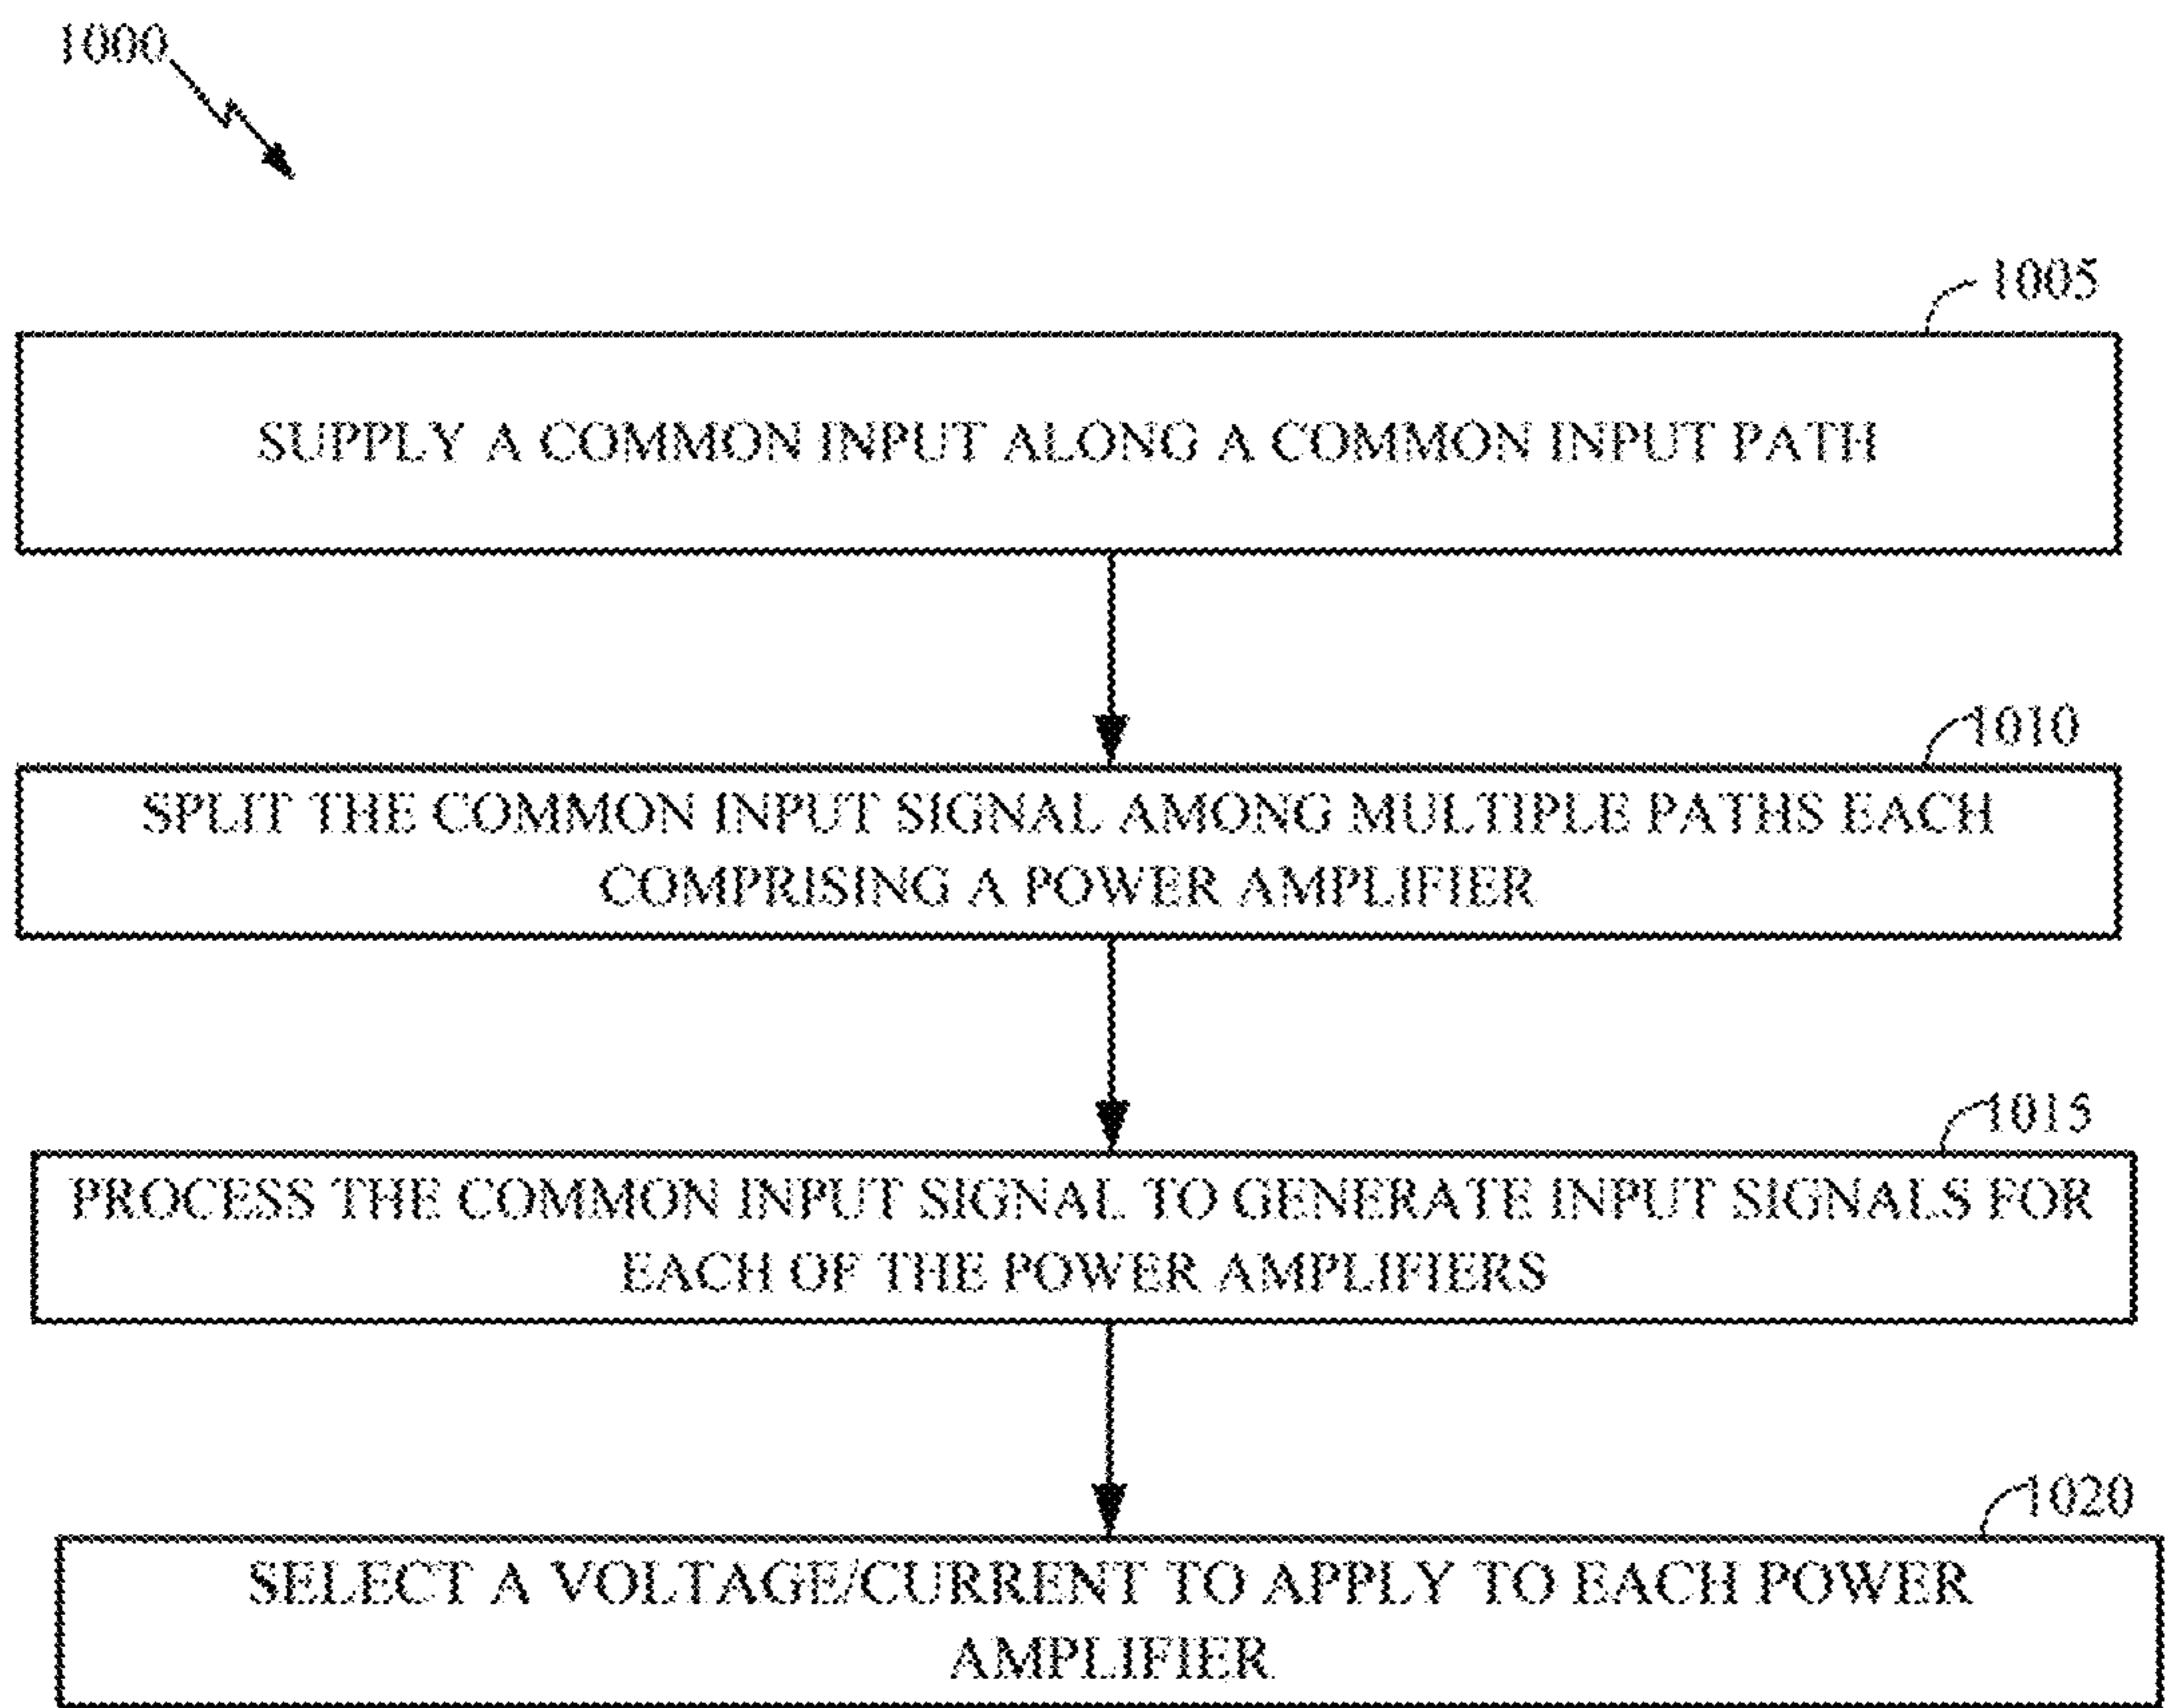 1000
1005
SUPPLY A COMMON INPUT ALONG A COMMON INPUT PATH
1010
SPLIT THE COMMON INPUT SIGNAL AMONG MULTIPLE PATHS EACH
COMPRISING A POWER AMPLIFIER
1015
PROCESS THE COMMON INPUT SIGNAL TO GENERATE INPUT SIGNALS FOR
EACH OF THE POWER AMPLIFIERS
1020
SELECT A VOLTAGE/CURRENT TO APPLY TO EACH POWER
AMPLIFIER